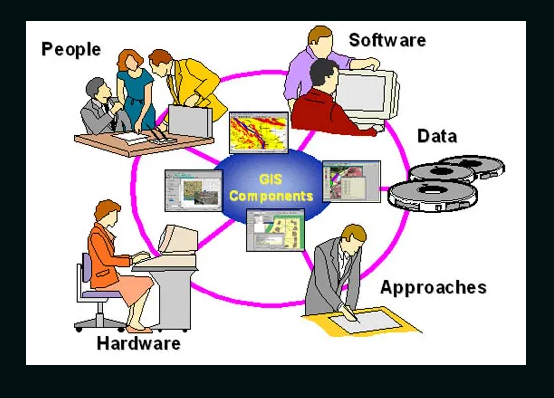 People
Software
Data
GIS
Components
Approaches
Hardware